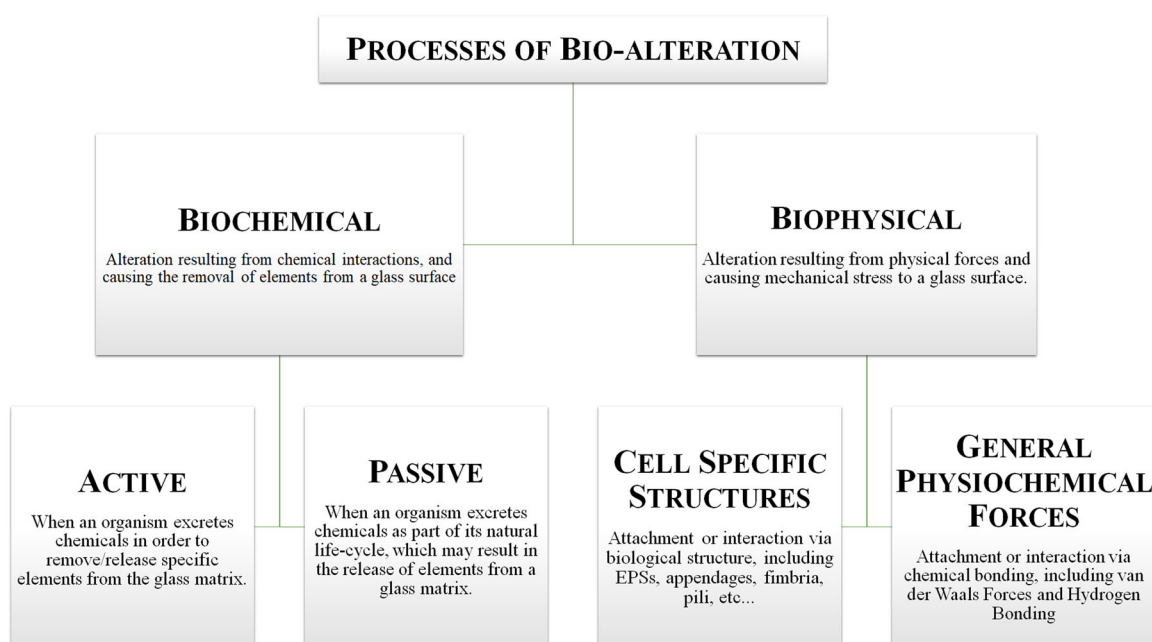 PROCESSES OF BIO-ALTERATION
BIOCHEMICAL
Alteration resulting from chemical interactions, and
causing the removal of elements from a glass surface
BIOPHYSICAL
Alteration resulting from physical forces and
causing mechanical stress to a glass surface.
ACTIVE
When an organism excretes
chemicals in order to
remove/release specific
elements from the glass matrix.
PASSIVE
When an organism excretes
chemicals as part of its natural
life-cycle, which may result in
the release of elements from a
glass matrix.
CELL SPECIFIC
STRUCTURES
Attachment or interaction via
biological structure, including
EPSs, appendages, fimbria,
pili, etc...
GENERAL
PHYSIOCHEMICAL
FORCES
Attachment or interaction via
chemical bonding, including van
der Waals Forces and Hydrogen
Bonding